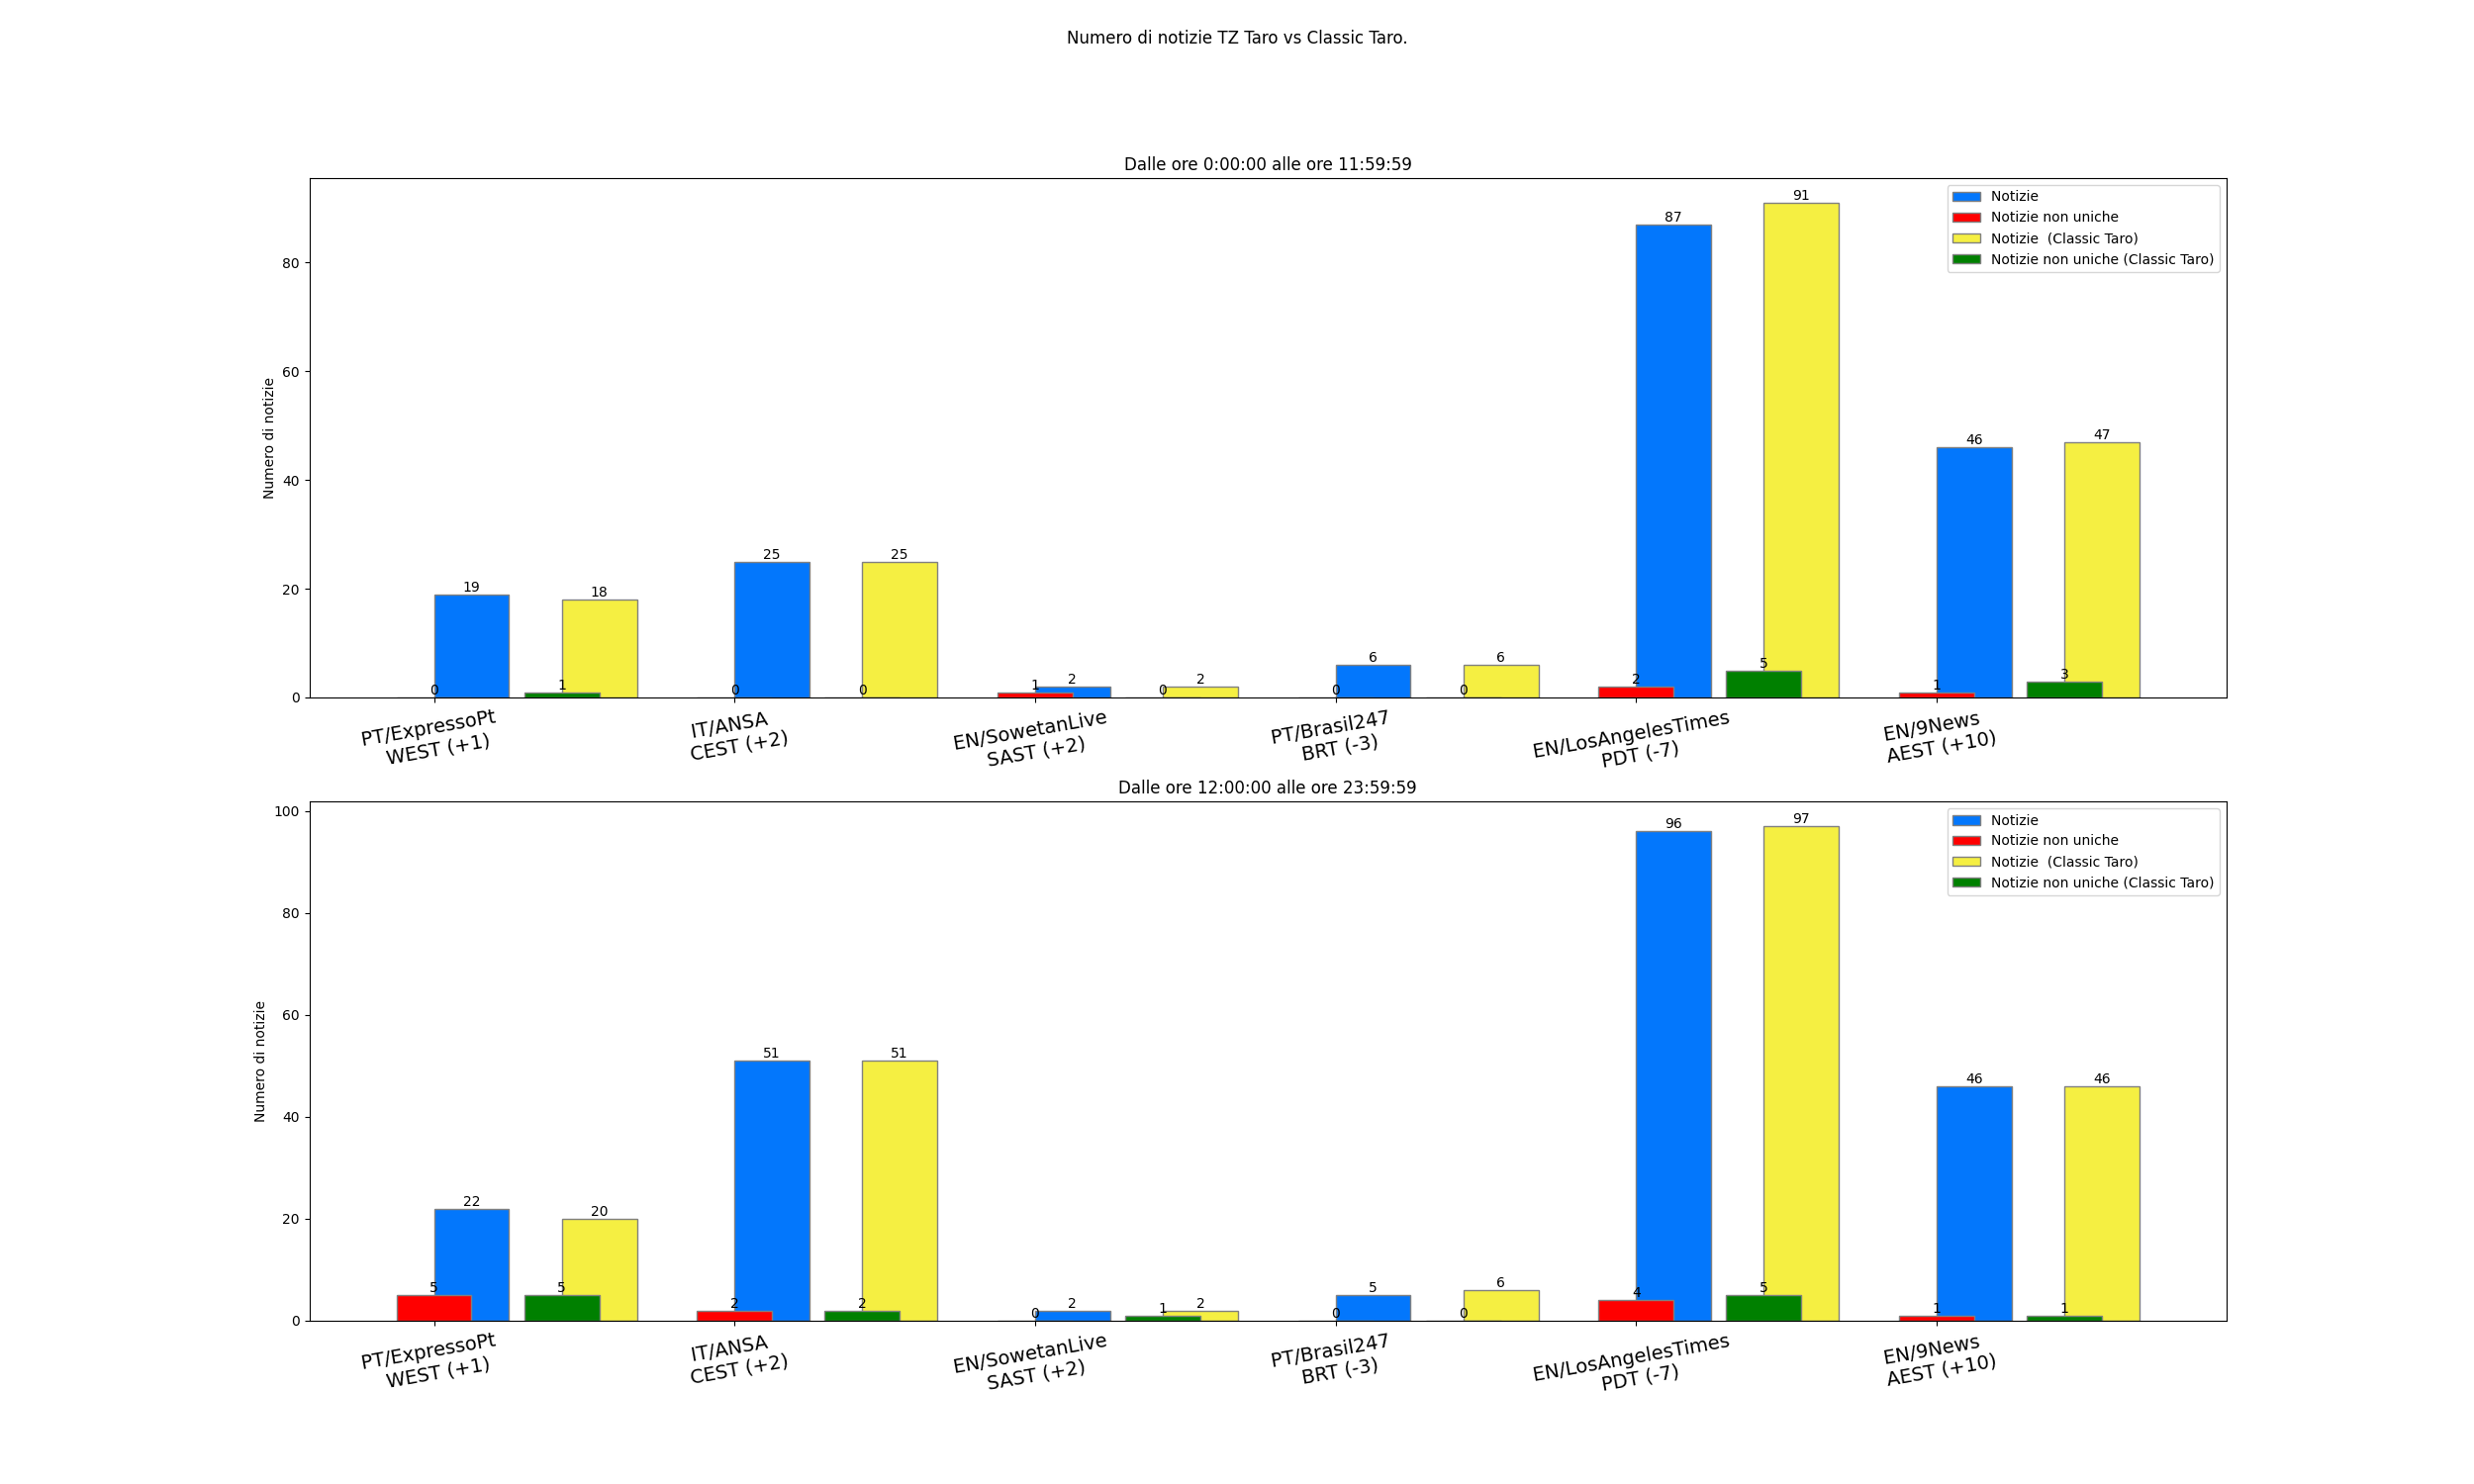 Numero di notizie TZ Taro vs Classic Taro.
Dalle ore 0:00:00 alle ore 11:59:59
Numero di notizie
80
60
40
20
0
Notizie
Notizie non uniche
Notizie  (Classic Taro)
Notizie non uniche (Classic Taro)
0 19 1 18
0 25 0 25
1 2 0 2
0 6 0 6
2 87 5 91
1 46 3 47
PT/ExpressoPt
WEST (+1)
IT/ANSA
CEST (+2)
EN/SowetanLive
SAST (+2)
PT/Brasil247
BRT (-3)
EN/LosAngelesTimes
PDT (-7)
EN/9News
AEST (+10)
Dalle ore 12:00:00 alle ore 23:59:59
Numero di notizie
100
80
60
40
20
0
Notizie
Notizie non uniche
Notizie  (Classic Taro)
Notizie non uniche (Classic Taro)
5 22 5 20
2 51 2 51
0 2 1 2
0 5 0 6
4 96 5 97
1 46 1 46
PT/ExpressoPt
WEST (+1)
IT/ANSA
CEST (+2)
EN/SowetanLive
SAST (+2)
PT/Brasil247
BRT (-3)
EN/LosAngelesTimes
PDT (-7)
EN/9News
AEST (+10)